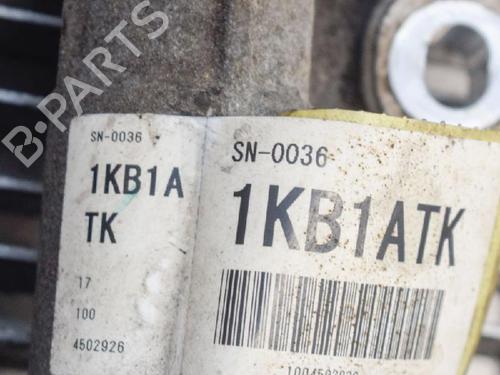 B-PARTS
SN-0036
1KB1A
TK
17
100
4502926
SN-0036
1KB1ATK